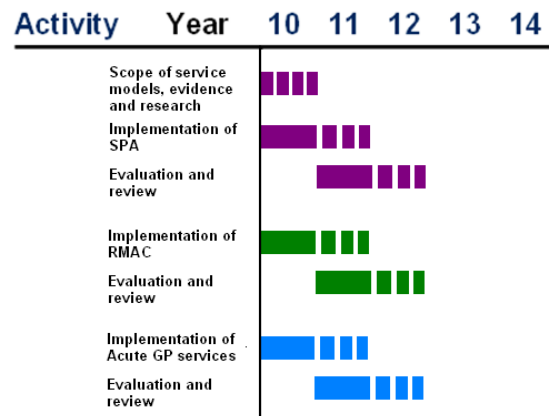 Activity Year 10 11 12 13 14
Scope of service
models, evidence
and research
Implementation of
SPA
Evaluation and
review
Implementation of
RMAC
Evaluation and
review
Implementation of
Acute GP services
Evaluation and
review